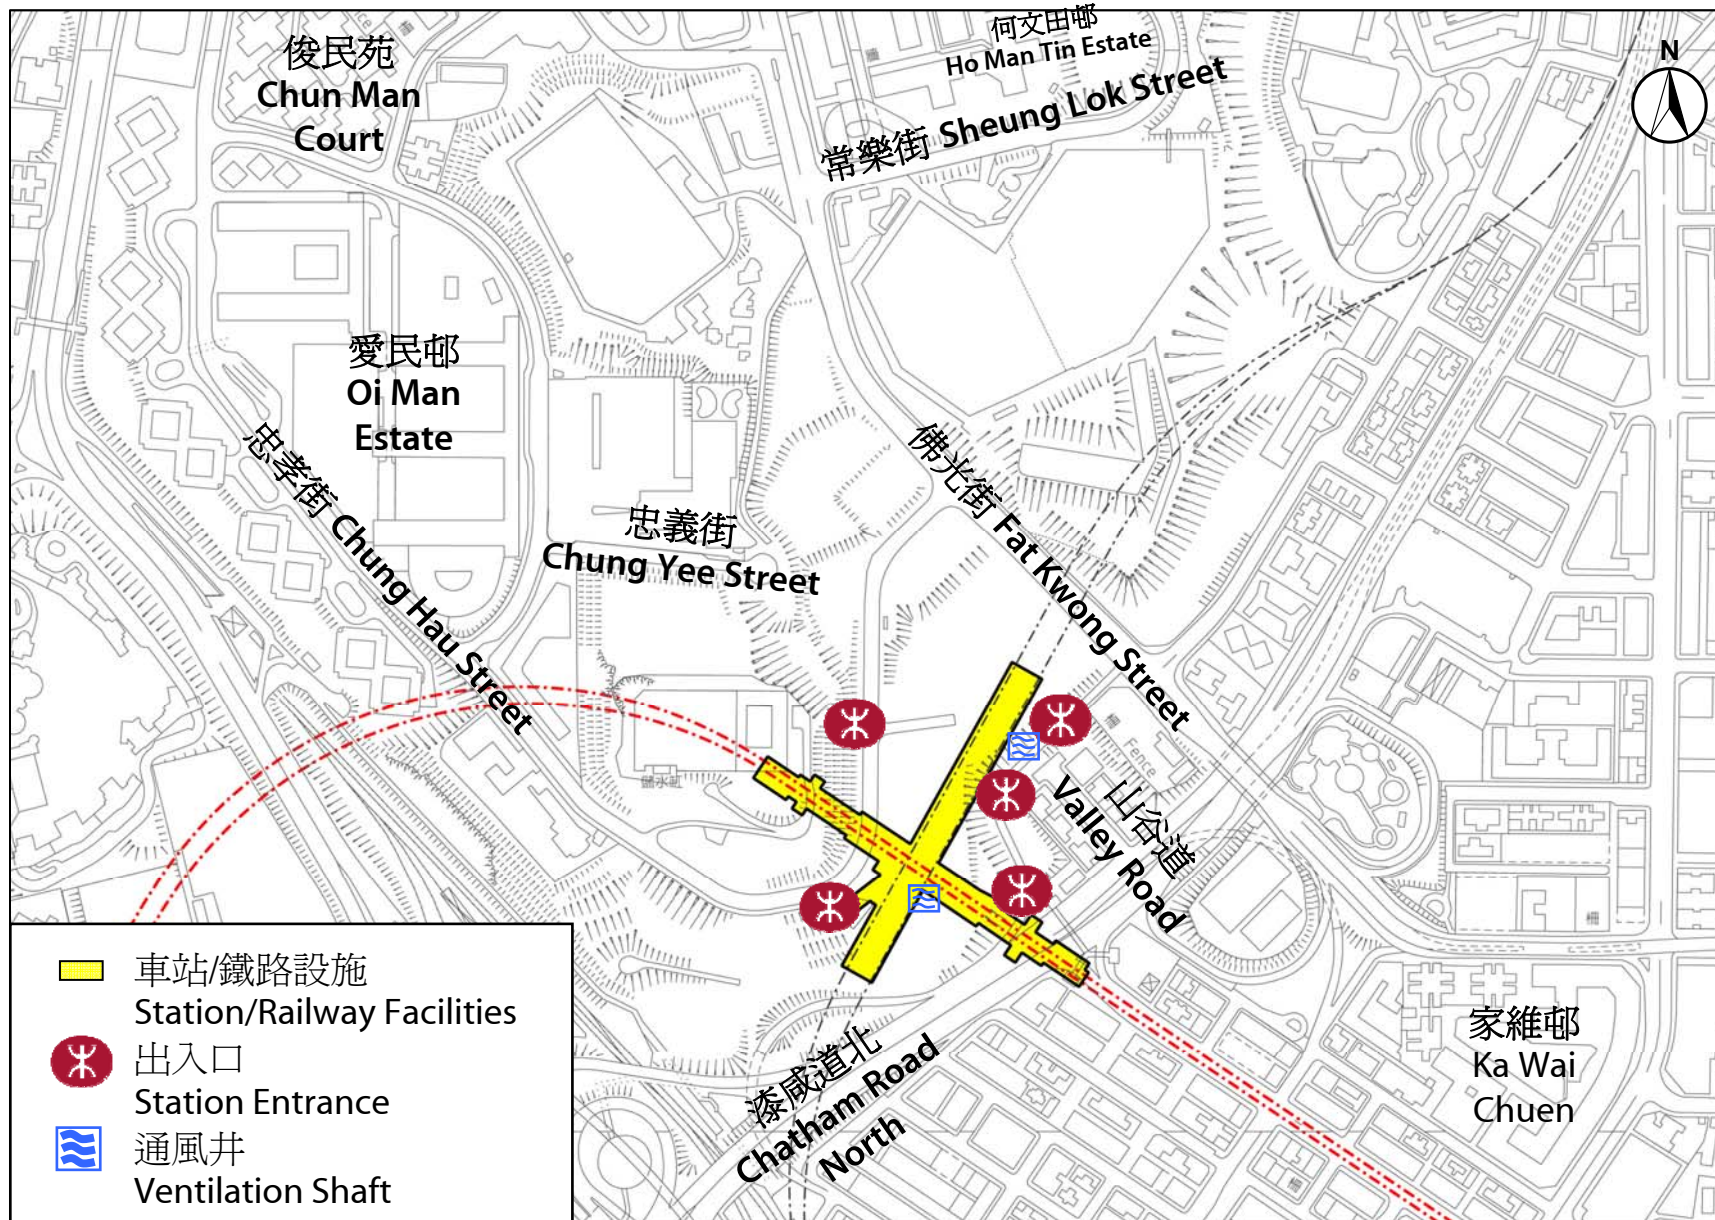 何文田邨
Ho Man Tin Estate
俊民苑
Chun Man
Court
N
常樂街 Sheung Lok Street
愛民邨
Oi Man
Estate
忠孝街 Chung Hau Street
佛光街 Fat Kwong Street
忠義街
Chung Yee Street
Fence
儲水缸
山谷道
Valley Road
漆咸道北
Chatham Road
North
家維邨
Ka Wai
Chuen
車站/鐵路設施
Station/Railway Facilities
出入口
Station Entrance
通風井
Ventilation Shaft